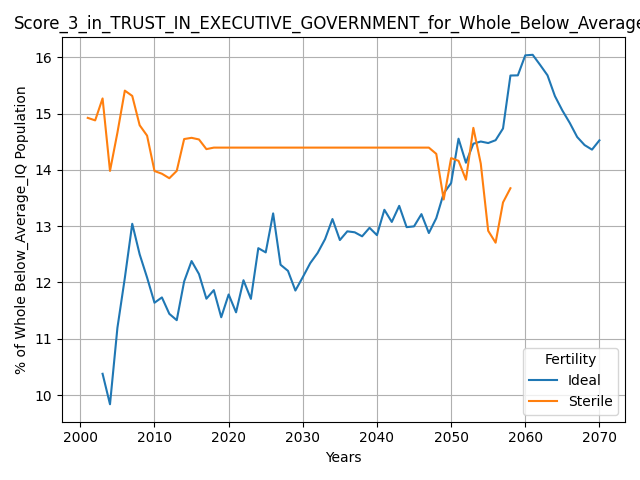 Score_3_in_TRUST_IN_EXECUTIVE_GOVERNMENT_for_Whole_Below_Average
% of Whole Below_Average_IQ Population
16
15
14
13
12
11
10
Fertility
Ideal
Sterile
2000 2010 2020 2030 2040 2050 2060 2070
Years